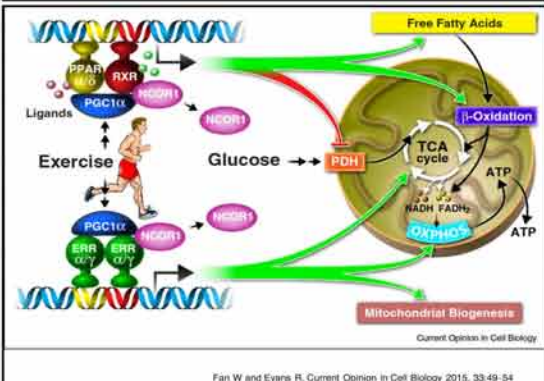 Free Fatty Acids
PPAR
α/δ
RXR
NCOR1
Ligands
PGC1α
NCOR1
β-Oxidation
TCA
cycle
Exercise
Glucose
PDH
ATP
NADH FADH₂
NCOR1
PGC1α
OXPHOS
ATP
NCOR1
ERR
α/γ
ERR
α/γ
Mitochondrial Biogenesis
Current Opinion in Cell Biology
Fan W and Evans R. Current Opinion in Cell Biology 2015, 33:49–54